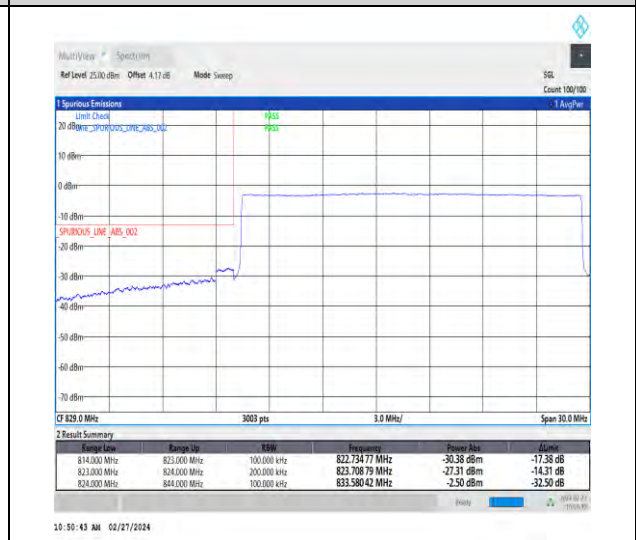 MultiView Spectrum
Ref Level 25.00 dBm Offset 4.17 dB Mode Sweep SGL
Count 100/100
1 Spurious Emissions 1 AvgPwr
Limit Check PASS
20 dBm
Line _SPURIOUS_LINE_ABS_002 PASS
10 dBm
0 dBm
-10 dBm
_SPURIOUS_LINE_ABS_002
-20 dBm
-30 dBm
-40 dBm
-50 dBm
-60 dBm
-70 dBm
CF 829.0 MHz 3003 pts 3.0 MHz/ Span 30.0 MHz
2 Result Summary
Range Low Range Up RBW Frequency Power Abs ΔLimit
814.000 MHz 823.000 MHz 100.000 kHz 822.73477 MHz -30.38 dBm -17.38 dB
823.000 MHz 824.000 MHz 200.000 kHz 823.70879 MHz -27.31 dBm -14.31 dB
824.000 MHz 844.000 MHz 100.000 kHz 833.58042 MHz -2.50 dBm -32.50 dB
Ready
10:50:43 AM 02/27/2024